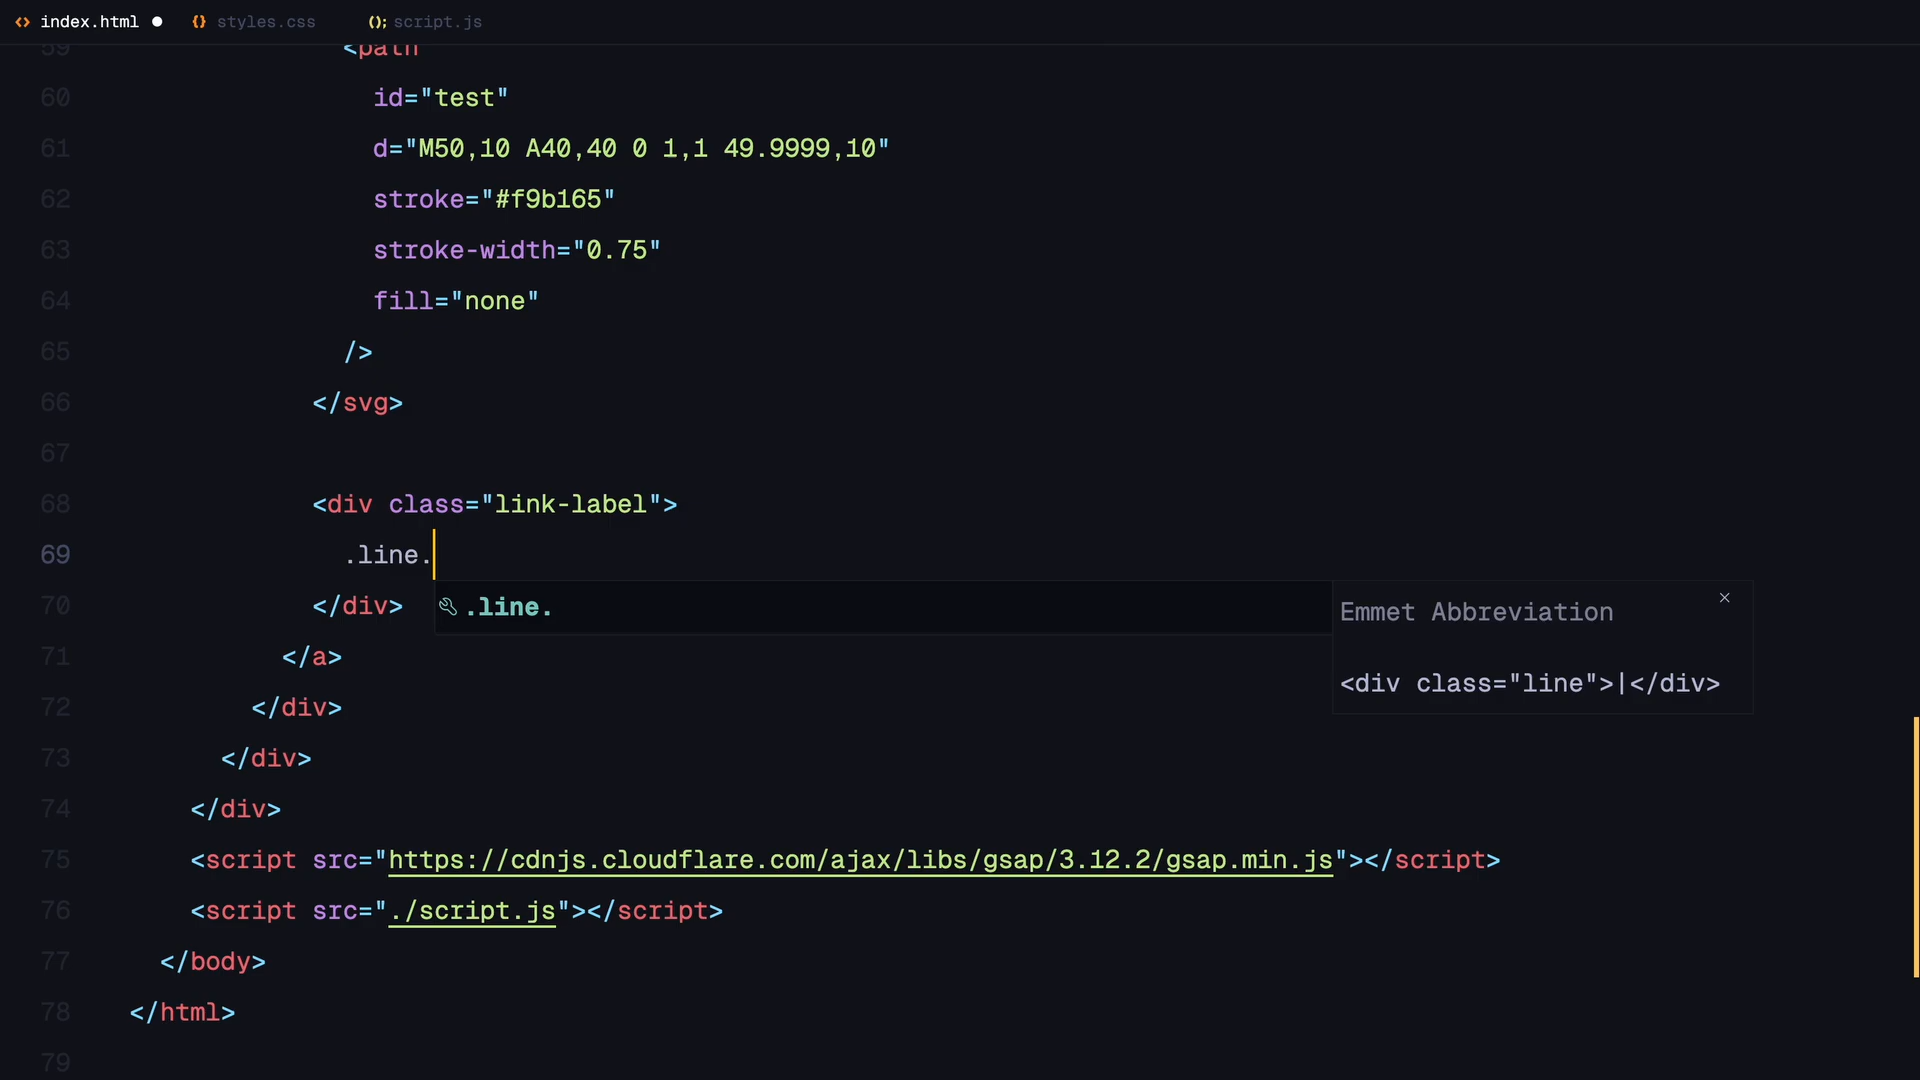 index.html
styles.css
script.js
59 <path
60 id="test"
61 d="M50,10 A40,40 0 1,1 49.9999,10"
62 stroke="#f9b165"
63 stroke-width="0.75"
64 fill="none"
65 />
66 </svg>
67
68 <div class="link-label">
69 .line.
.line.
Emmet Abbreviation
<div class="line">|</div>
70 </div>
71 </a>
72 </div>
73 </div>
74 </div>
75 <script src="https://cdnjs.cloudflare.com/ajax/libs/gsap/3.12.2/gsap.min.js"></script>
76 <script src="./script.js"></script>
77 </body>
78 </html>
79